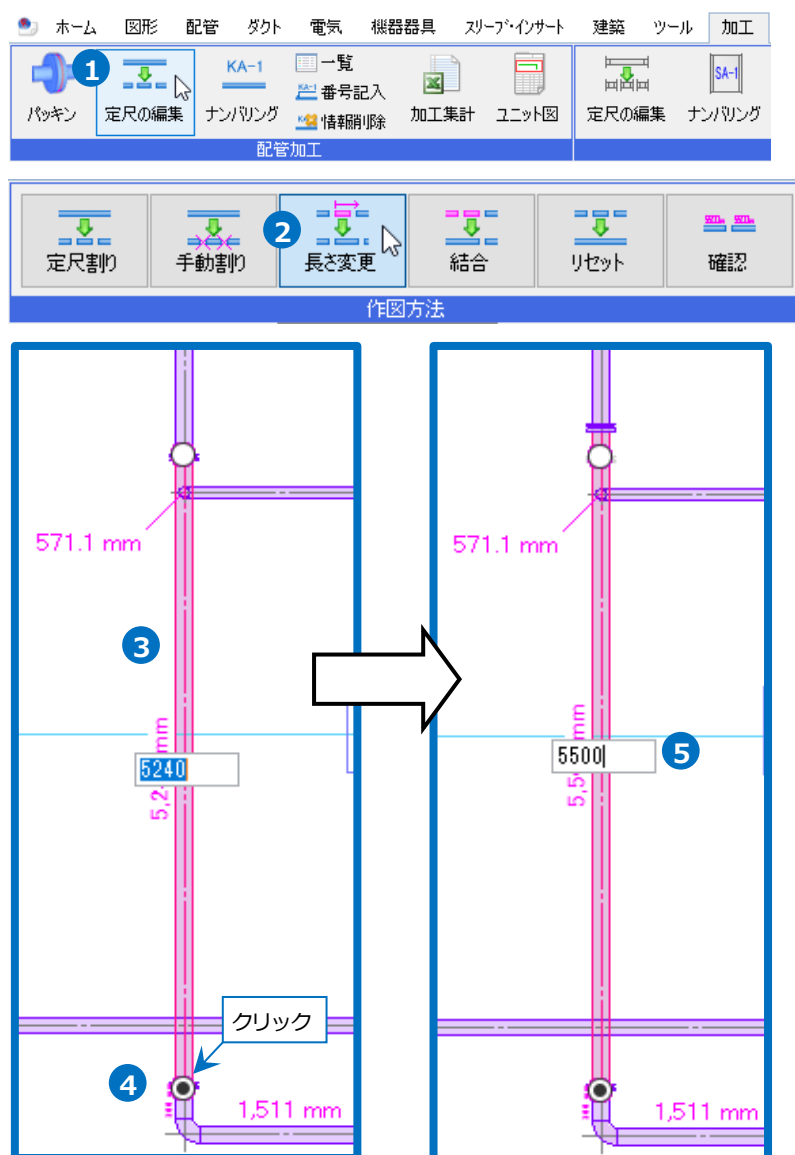 ホーム 図形 配管 ダクト 電気 機器器具 スリーブ・インサート 建築 ツール 加工
1
KA-1
一覧
KA-1 番号記入
情報削除
SA-1
パッキン 定尺の編集 ナンバリング 加工集計 ユニット図 定尺の編集 ナンバリング
配管加工
2
定尺割り 手動割り 長さ変更 結合 リセット 確認
作図方法
571.1 mm
3
5240
mm
5,2
クリック
4
1,511 mm
571.1 mm
5500
5
mm
5,5
1,511 mm